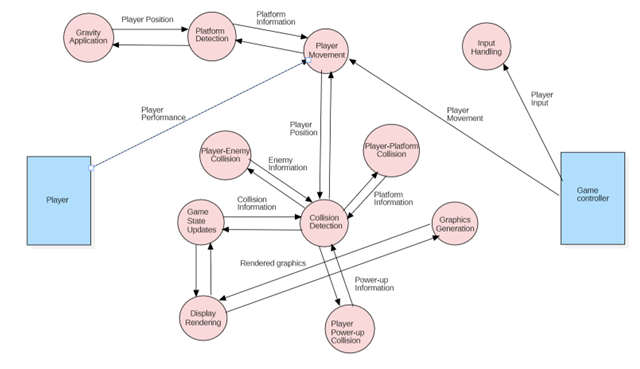 Player Position
Platform
Information
Gravity
Application
Platform
Detection
Player
Movement
Input
Handling
Player
Performance
Player
Position
Player
Movement
Player
Input
Player-Enemy
Collision
Enemy
Information
Player-Platform
Collision
Platform
Information
Player
Game
controller
Game
State
Updates
Collision
Information
Collision
Detection
Graphics
Generation
Rendered graphics
Power-up
Information
Display
Rendering
Player
Power-up
Collision